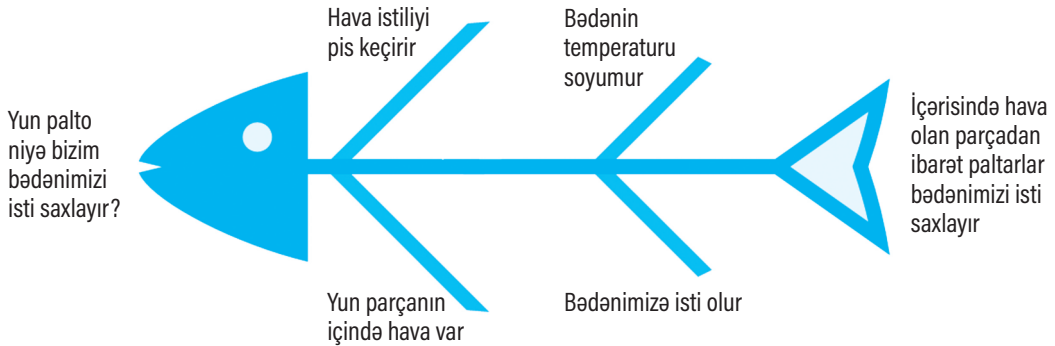 Yun palto
niyə bizim
bədənimizi
isti saxlayır?
Hava istiliyi
pis keçirir
Yun parçanın
içində hava var
Bədənin
temperaturu
soyumur
Bədənimizə isti olur
İçərisində hava
olan parçadan
ibarət paltarlar
bədənimizi isti
saxlayır